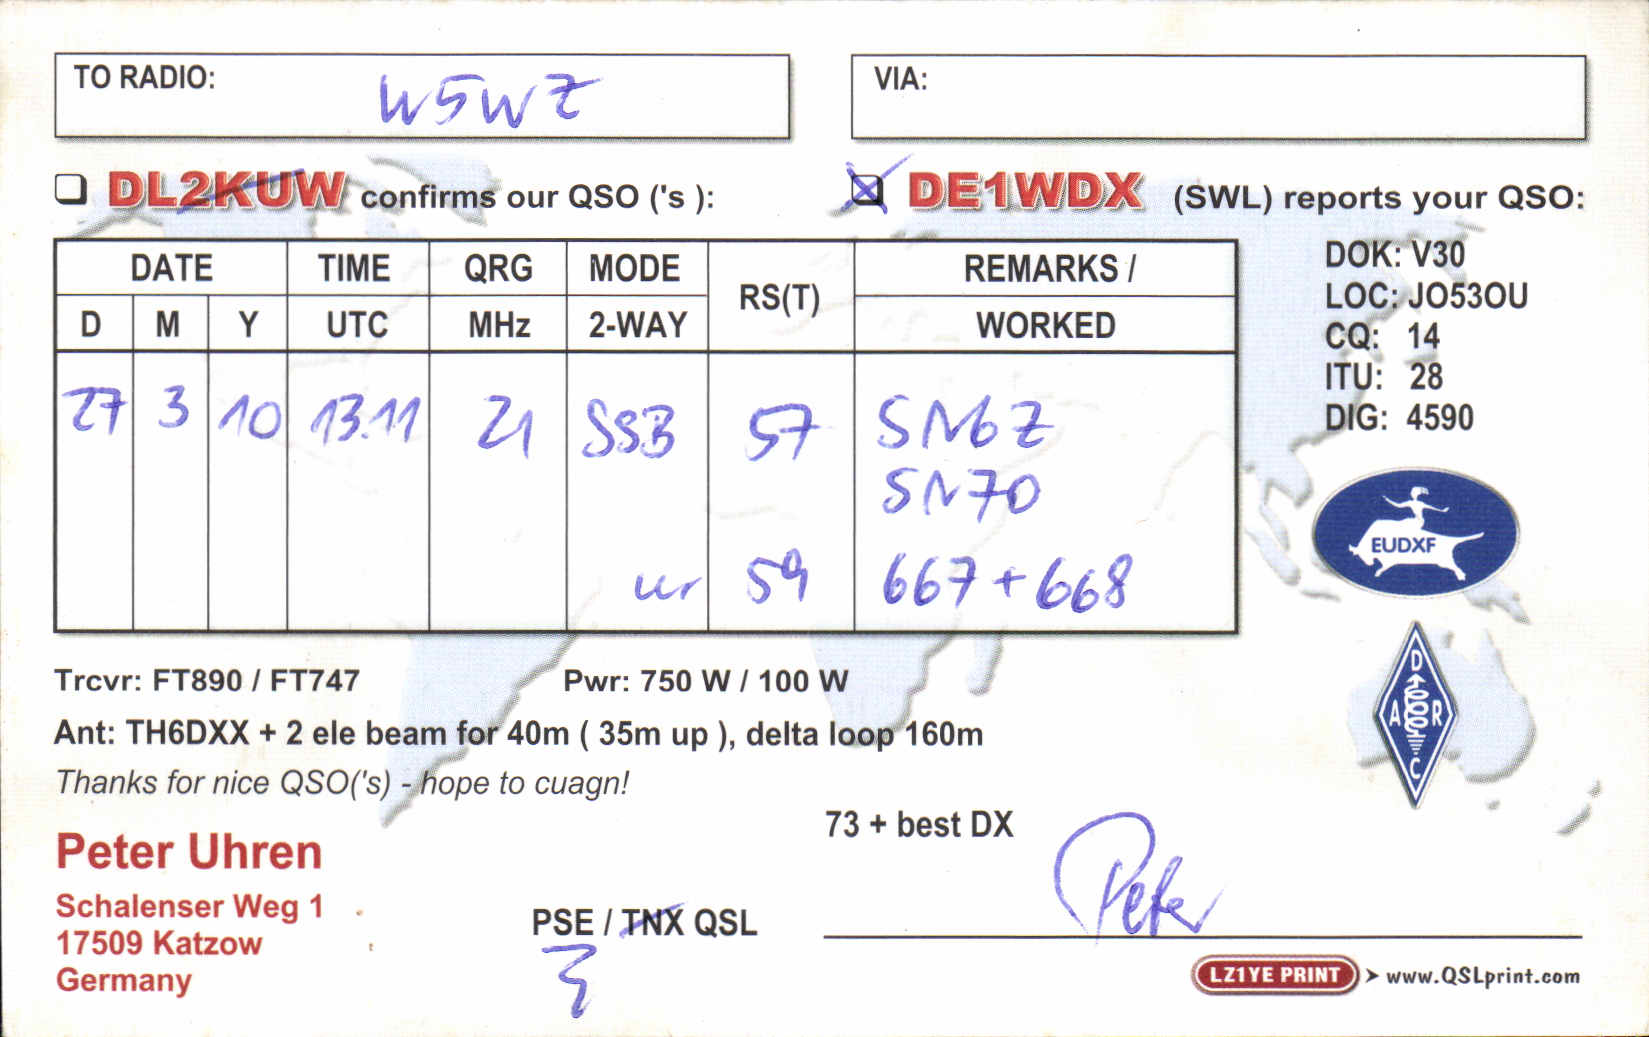 TO RADIO: W5WZ
VIA:
DL2KUW confirms our QSO ('s ):
DE1WDX (SWL) reports your QSO:
DATE TIME QRG MODE RS(T) REMARKS /
D M Y UTC MHz 2-WAY WORKED
27 3 10 13.11 21 SSB 57 SN6Z
SN70
ur 59 667 + 668
DOK: V30
LOC: JO53OU
CQ: 14
ITU: 28
DIG: 4590
EUDXF
D
A R
C
Trcvr: FT890 / FT747 Pwr: 750 W / 100 W
Ant: TH6DXX + 2 ele beam for 40m ( 35m up ), delta loop 160m
Thanks for nice QSO('s) - hope to cuagn!
73 + best DX
Peter
Peter Uhren
Schalenser Weg 1
17509 Katzow
Germany
PSE / TNX QSL
LZ1YE PRINT www.QSLprint.com